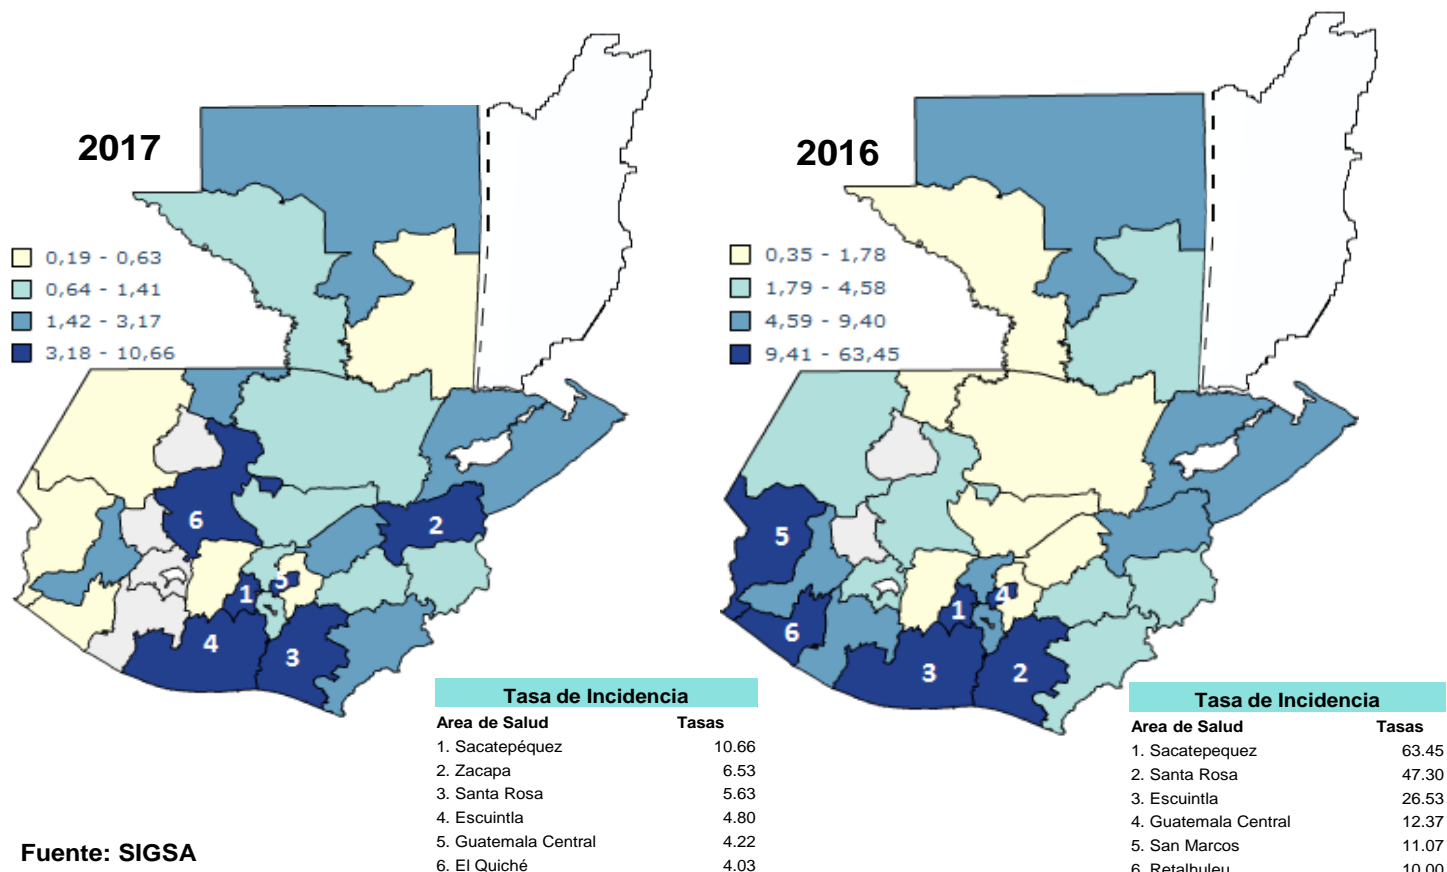 2017
0,19 - 0,63
0,64 - 1,41
1,42 - 3,17
3,18 - 10,66
6
2
5
1
4
3
Tasa de Incidencia
Area de Salud Tasas
1. Sacatepéquez 10.66
2. Zacapa 6.53
3. Santa Rosa 5.63
4. Escuintla 4.80
5. Guatemala Central 4.22
6. El Quiché 4.03
Fuente: SIGSA
2016
0,35 - 1,78
1,79 - 4,58
4,59 - 9,40
9,41 - 63,45
5
4
1
6
3
2
Tasa de Incidencia
Area de Salud Tasas
1. Sacatepequez 63.45
2. Santa Rosa 47.30
3. Escuintla 26.53
4. Guatemala Central 12.37
5. San Marcos 11.07
6. Retalhuleu 10.00